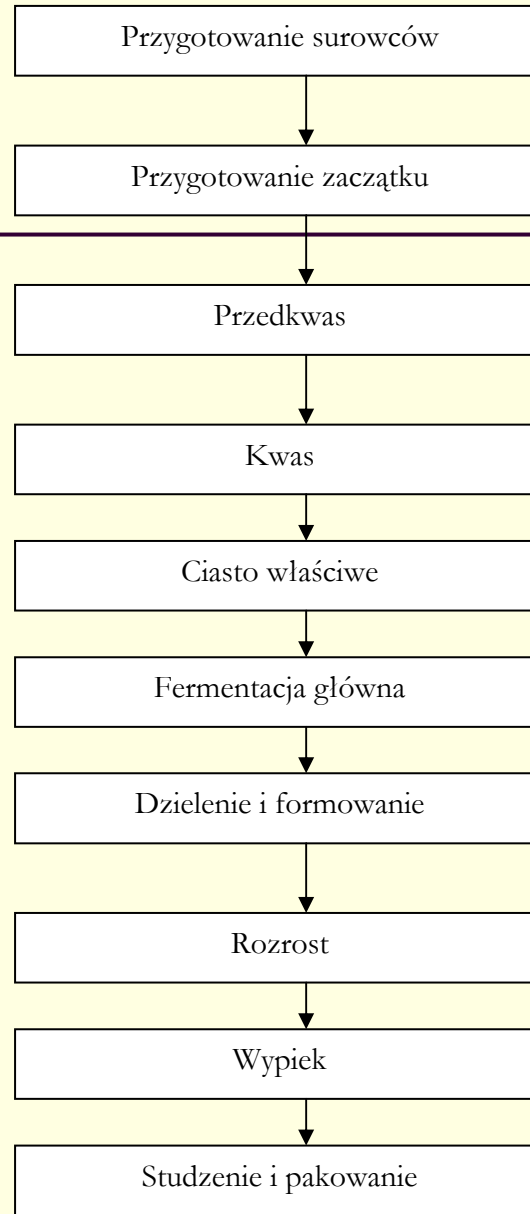 Przygotowanie surowców
Przygotowanie zaczątku
Przedkwas
Kwas
Ciasto właściwe
Fermentacja główna
Dzielenie i formowanie
Rozrost
Wypiek
Studzenie i pakowanie